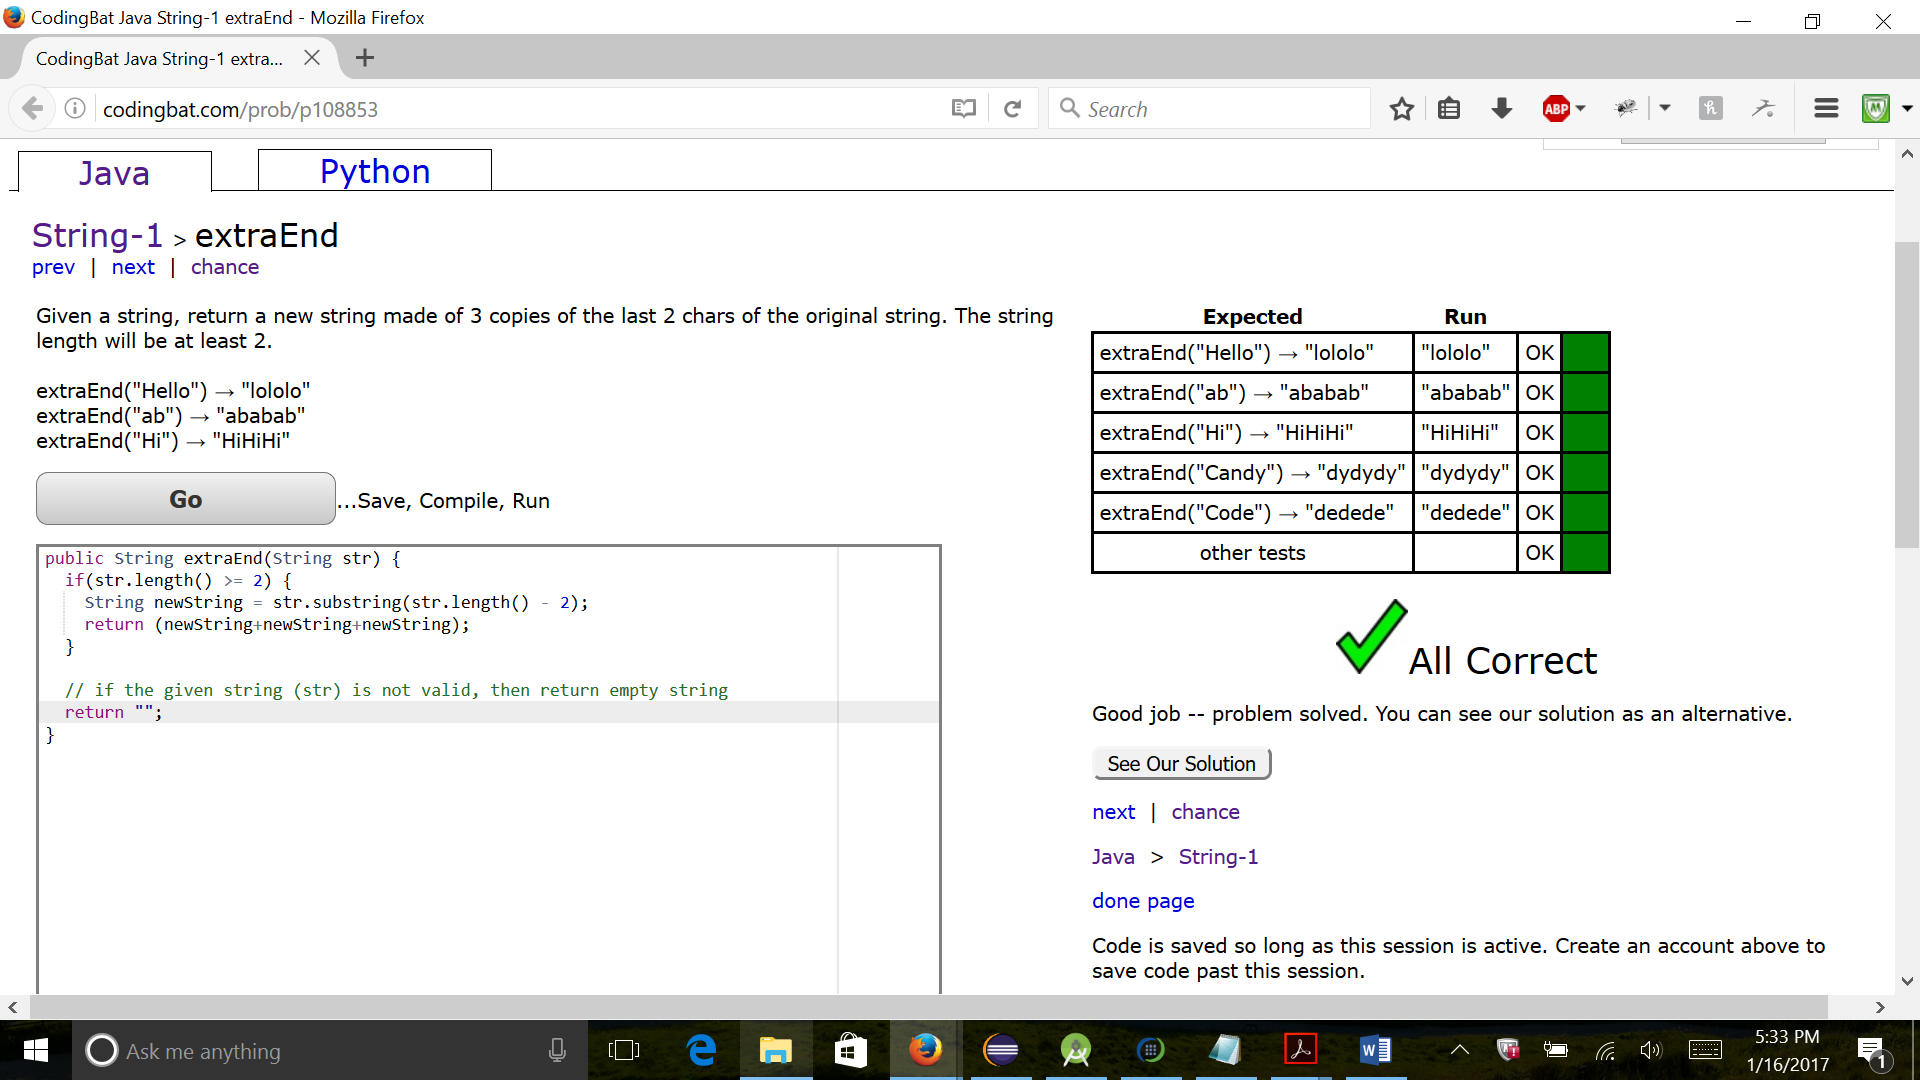 CodingBat Java String-1 extraEnd - Mozilla Firefox
CodingBat Java String-1 extra...
codingbat.com/prob/p108853
Search
ABP
h
M
Java
Python
String-1 > extraEnd
prev | next | chance
Given a string, return a new string made of 3 copies of the last 2 chars of the original string. The string
length will be at least 2.
extraEnd("Hello") → "lololo"
extraEnd("ab") → "ababab"
extraEnd("Hi") → "HiHiHi"
Go ...Save, Compile, Run
public String extraEnd(String str) {
  if(str.length() >= 2) {
    String newString = str.substring(str.length() - 2);
    return (newString+newString+newString);
  }
  // if the given string (str) is not valid, then return empty string
  return "";
}
Expected Run
extraEnd("Hello") → "lololo" "lololo" OK
extraEnd("ab") → "ababab" "ababab" OK
extraEnd("Hi") → "HiHiHi" "HiHiHi" OK
extraEnd("Candy") → "dydydy" "dydydy" OK
extraEnd("Code") → "dedede" "dedede" OK
other tests OK
All Correct
Good job -- problem solved. You can see our solution as an alternative.
See Our Solution
next | chance
Java > String-1
done page
Code is saved so long as this session is active. Create an account above to
save code past this session.
Ask me anything
5:33 PM
1/16/2017
1